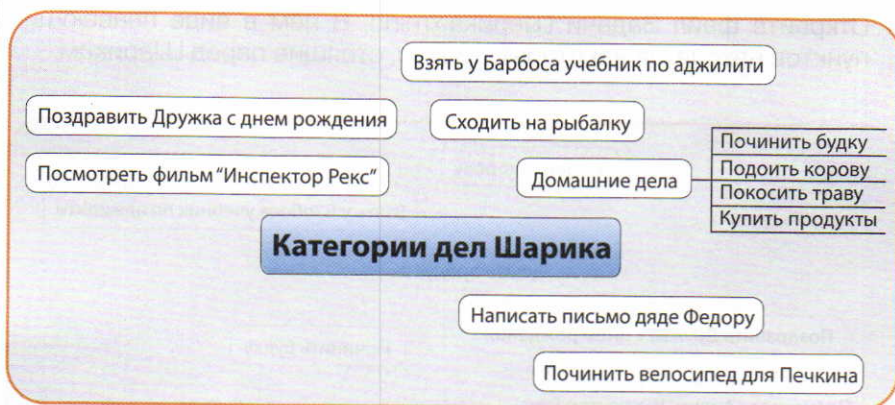 Взять у Барбоса учебник по аджилити
Поздравить Дружка с днем рождения
Сходить на рыбалку
Посмотреть фильм "Инспектор Рекс"
Домашние дела
Починить будку
Подоить корову
Покосить траву
Купить продукты
Категории дел Шарика
Написать письмо дяде Федору
Починить велосипед для Печкина